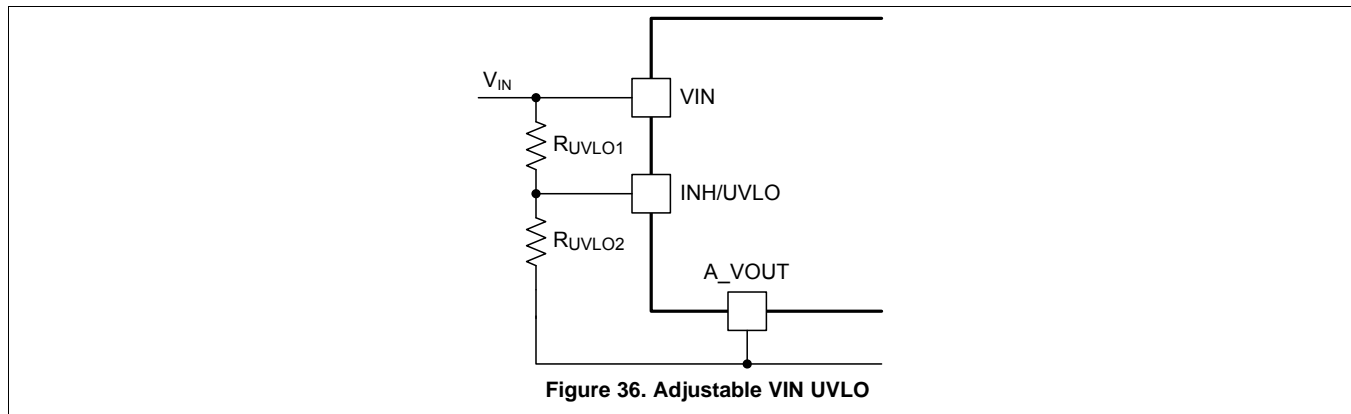 VIN
VIN
RUVLO1
INH/UVLO
RUVLO2
A_VOUT
Figure 36. Adjustable VIN UVLO